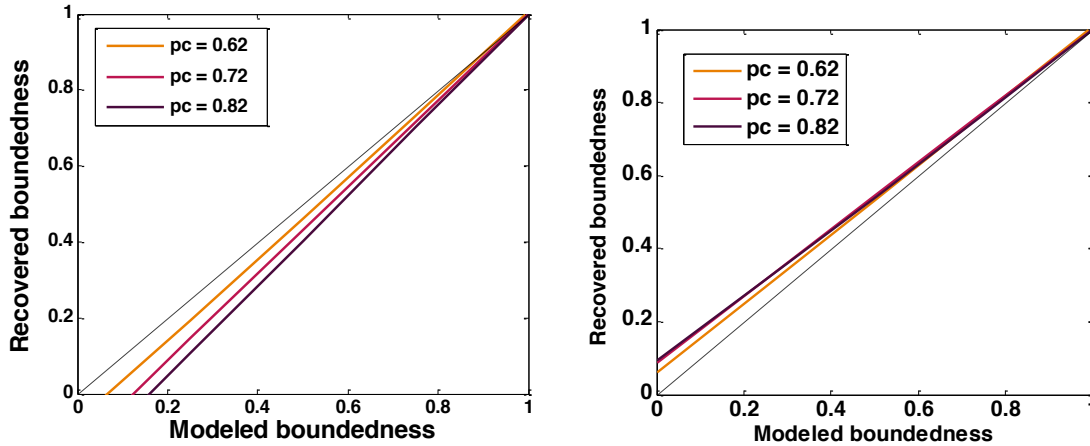 1
0.8
0.6
0.4
0.2
0
0 0.2 0.4 0.6 0.8 1
Recovered boundedness
Modeled boundedness
pc = 0.62
pc = 0.72
pc = 0.82
1
0.8
0.6
0.4
0.2
0
0 0.2 0.4 0.6 0.8 1
Recovered boundedness
Modeled boundedness
pc = 0.62
pc = 0.72
pc = 0.82